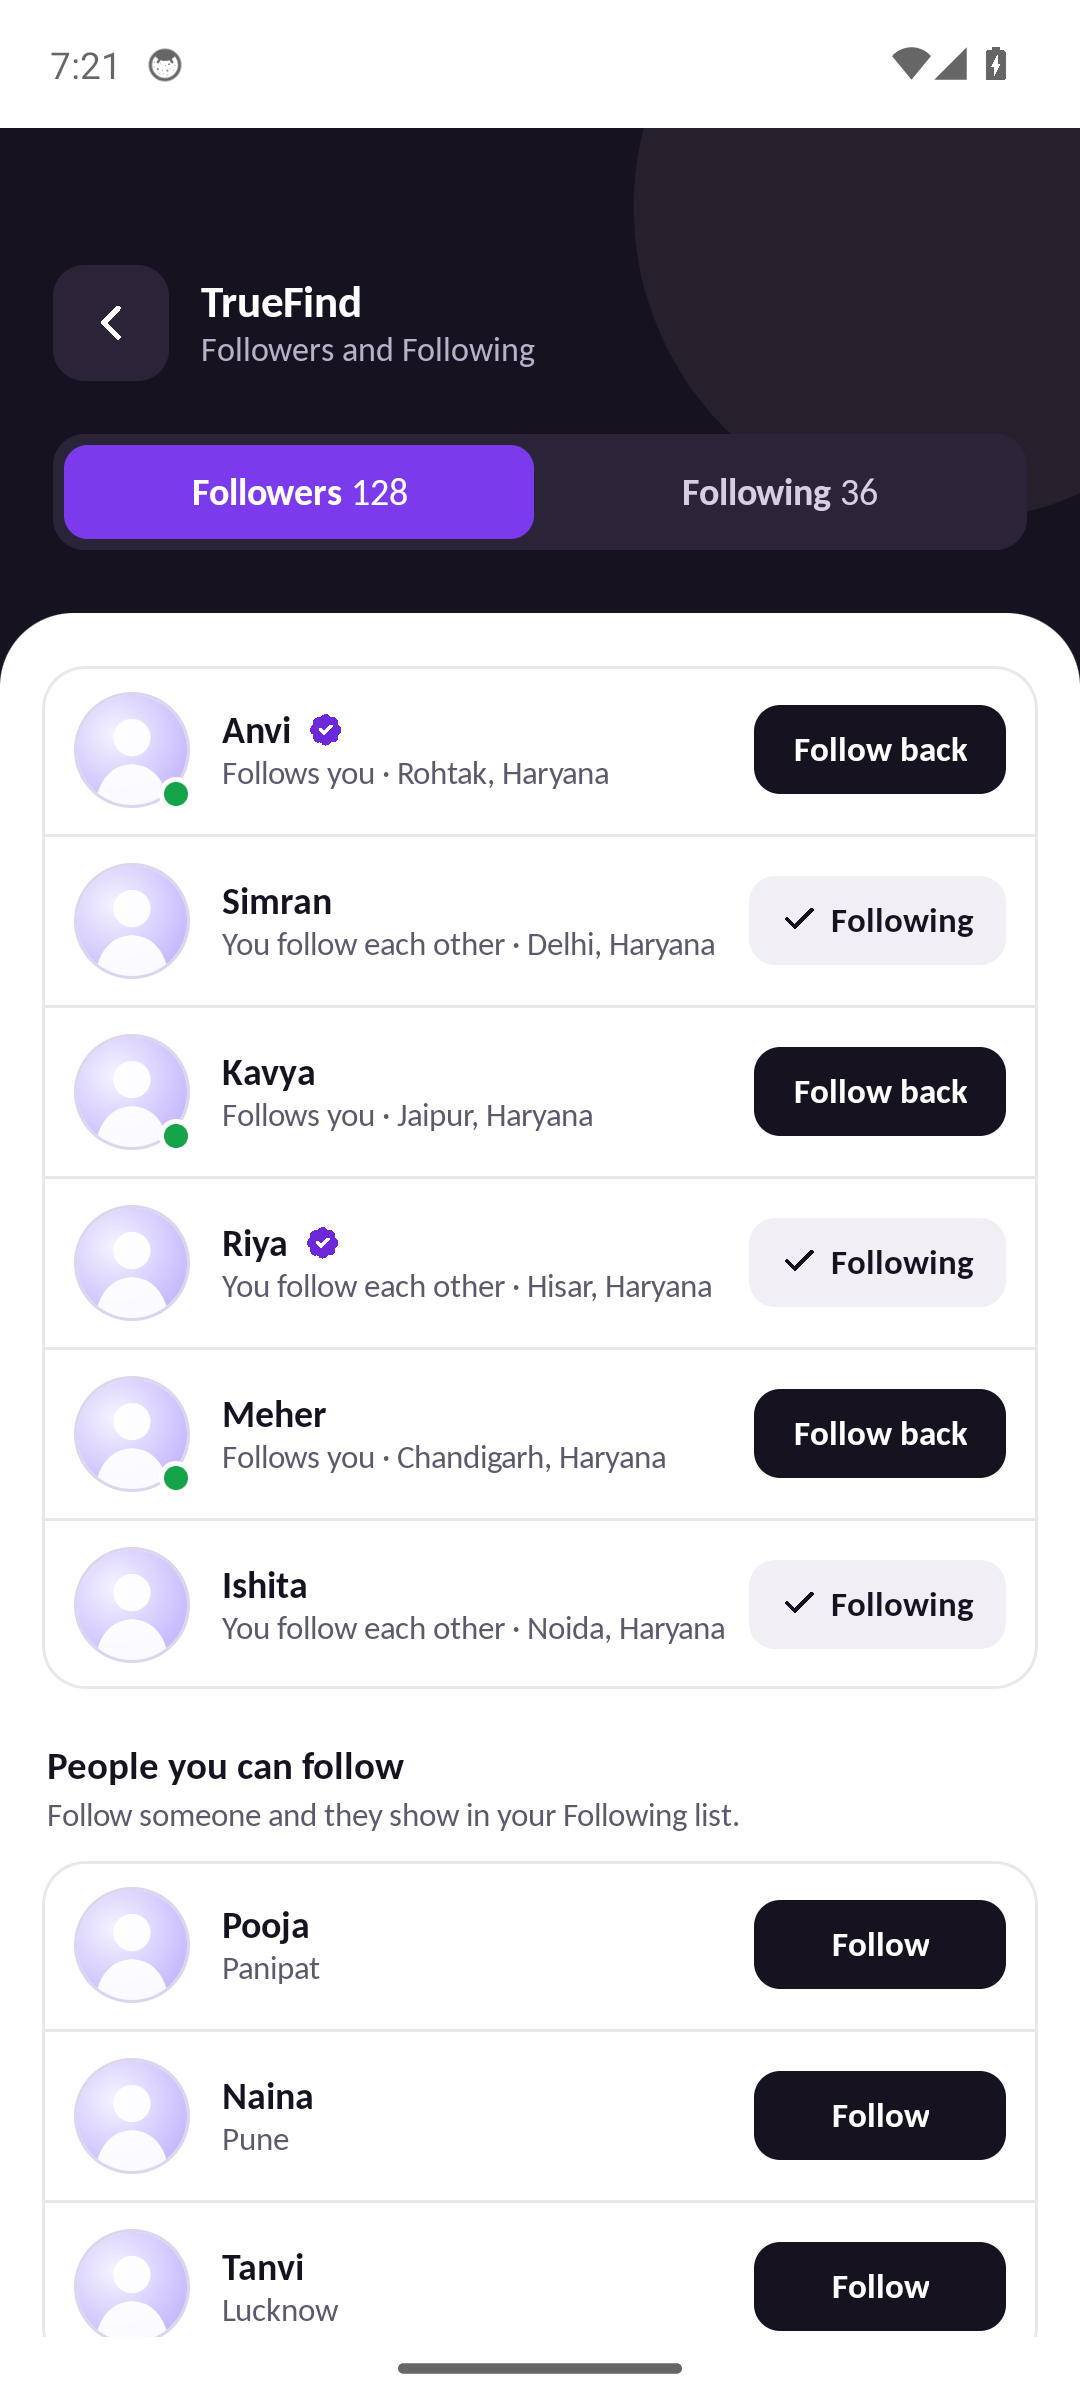 7:21
TrueFind
Followers and Following
Followers 128
Following 36
Anvi
Follows you · Rohtak, Haryana
Follow back
Simran
You follow each other · Delhi, Haryana
Following
Kavya
Follows you · Jaipur, Haryana
Follow back
Riya
You follow each other · Hisar, Haryana
Following
Meher
Follows you · Chandigarh, Haryana
Follow back
Ishita
You follow each other · Noida, Haryana
Following
People you can follow
Follow someone and they show in your Following list.
Pooja
Panipat
Follow
Naina
Pune
Follow
Tanvi
Lucknow
Follow